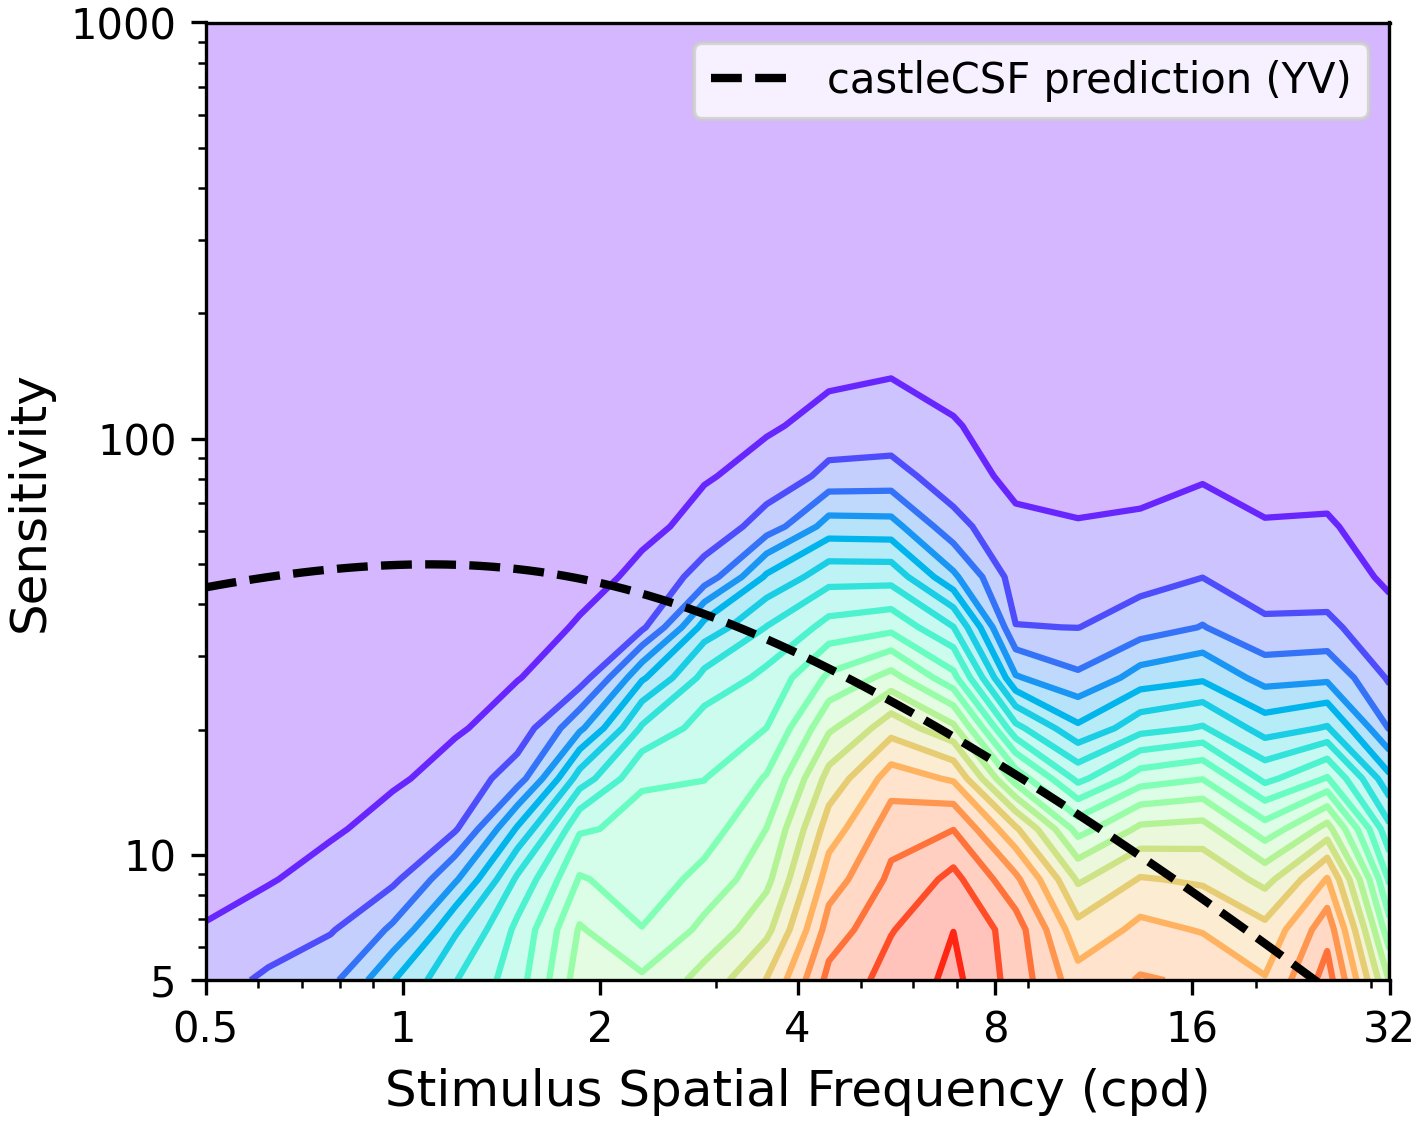 1000
castleCSF prediction (YV)
Sensitivity
100
10
5
0.5 1 2 4 8 16 32
Stimulus Spatial Frequency (cpd)